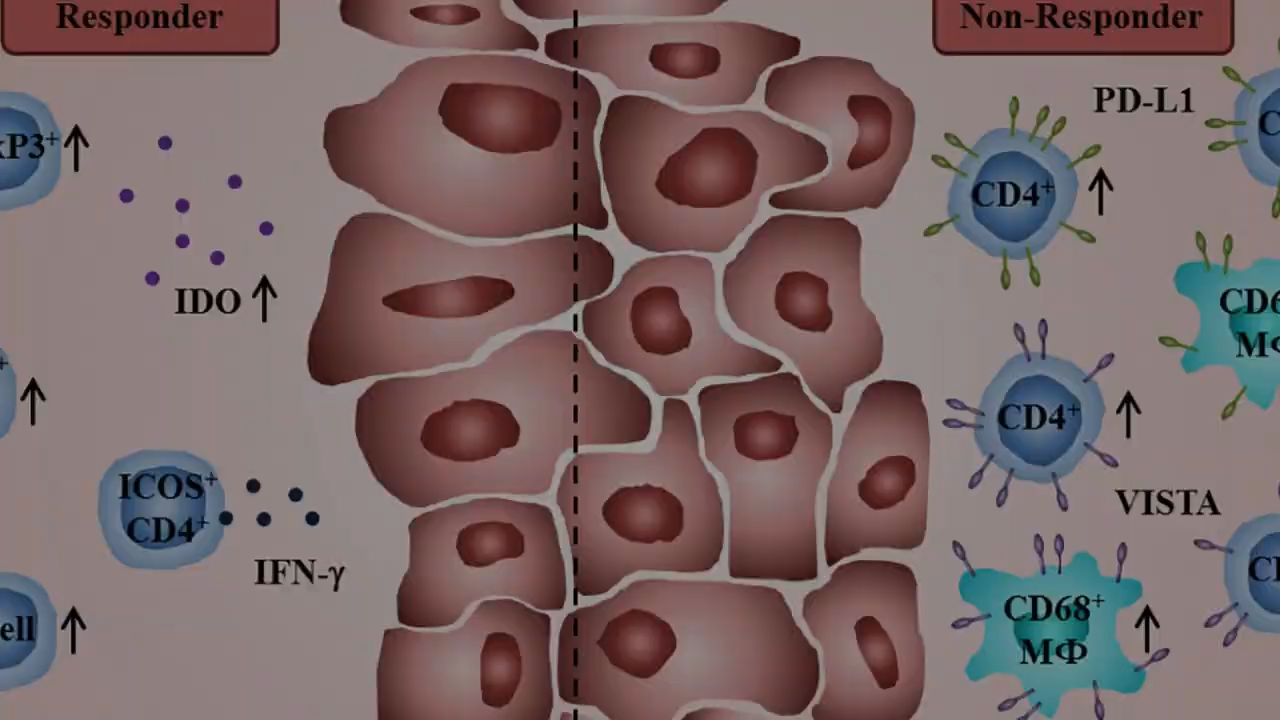 Responder
Non-Responder
PD-L1
CD4⁺
IDO
CD4⁺
ICOS⁺
CD4⁺
VISTA
IFN-γ
CD68⁺
MΦ